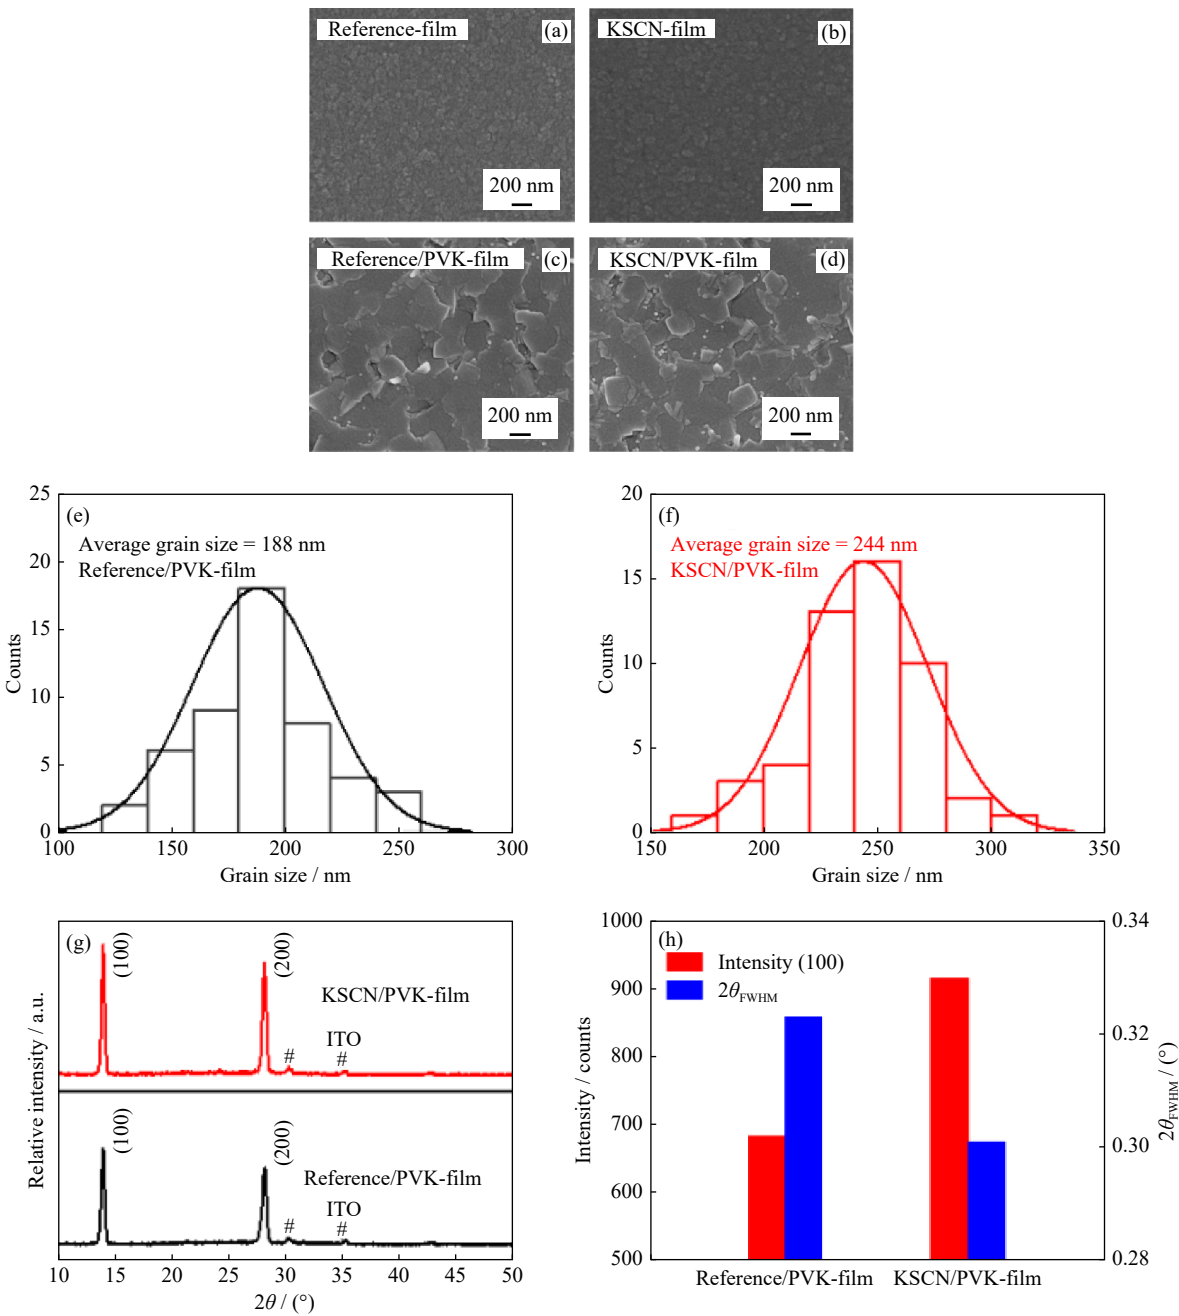 Reference-film
(a)
200 nm
KSCN-film
(b)
200 nm
Reference/PVK-film
(c)
200 nm
KSCN/PVK-film
(d)
200 nm
(e)
Average grain size = 188 nm
Reference/PVK-film
Counts
25
20
15
10
5
0
100
150
200
250
300
Grain size / nm
(f)
Average grain size = 244 nm
KSCN/PVK-film
Counts
20
15
10
5
0
150
200
250
300
350
Grain size / nm
(g)
(100)
(200)
KSCN/PVK-film
ITO
#
#
(100)
(200)
Reference/PVK-film
ITO
#
#
Relative intensity / a.u.
10
15
20
25
30
35
40
45
50
2θ / (°)
(h)
Intensity (100)
2θFWHM
Intensity / counts
1000
900
800
700
600
500
0.34
0.32
0.30
0.28
2θFWHM / (°)
Reference/PVK-film
KSCN/PVK-film